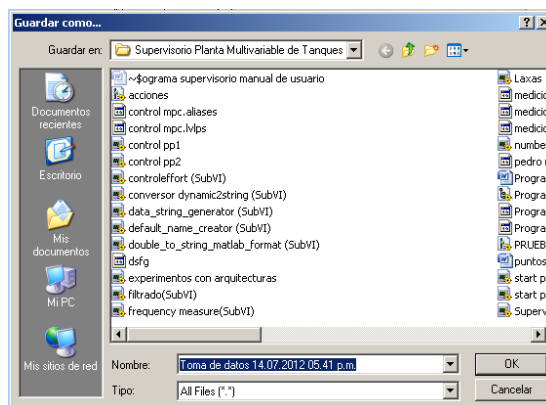 Guardar como...
Guardar en:
Supervisorio Planta Multivariable de Tanques
Documentos recientes
Escritorio
Mis documentos
Mi PC
Mis sitios de red
~$ograma supervisorio manual de usuario
acciones
control mpc.aliases
control mpc.lvlps
control pp1
control pp2
controleffort (SubVI)
conversor dynamic2string (SubVI)
data_string_generator (SubVI)
default_name_creator (SubVI)
double_to_string_matlab_format (SubVI)
dsfg
experimentos con arquitecturas
filtrado(SubVI)
frequency measure(SubVI)
Laxas
medicio
medicio
medicio
numbe
pedro r
Progra
Progra
Progra
Progra
PRUEB
puntos
start p
start p
Superv
Nombre:
Toma de datos 14.07.2012 05.41 p.m.
OK
Tipo:
All Files (*.*)
Cancelar